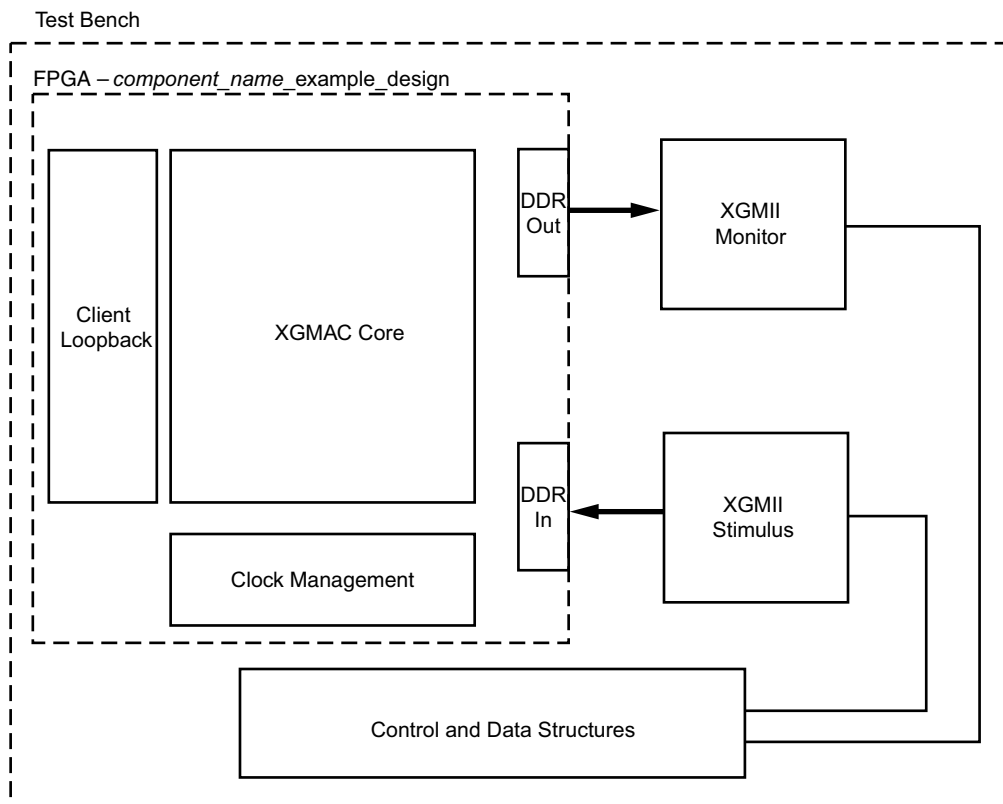 Test Bench
FPGA – component_name_example_design
DDR
Out
XGMII
Monitor
Client
Loopback
XGMAC Core
DDR
In
XGMII
Stimulus
Clock Management
Control and Data Structures